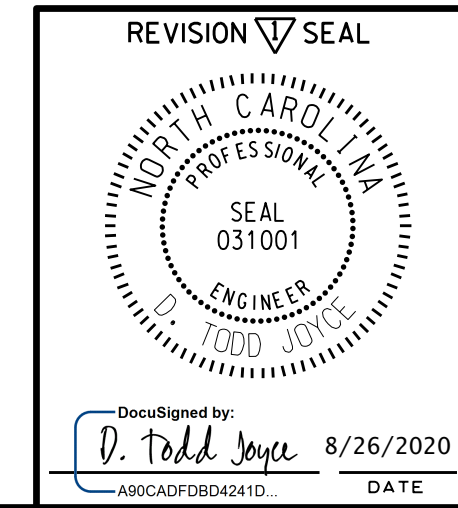 REVISION 1 SEAL
NORTH CAROLINA
PROFESSIONAL
SEAL
031001
ENGINEER
D. TODD JOYCE
DocuSigned by:
D. Todd Joyce 8/26/2020
A90CADFDBD4241D... DATE